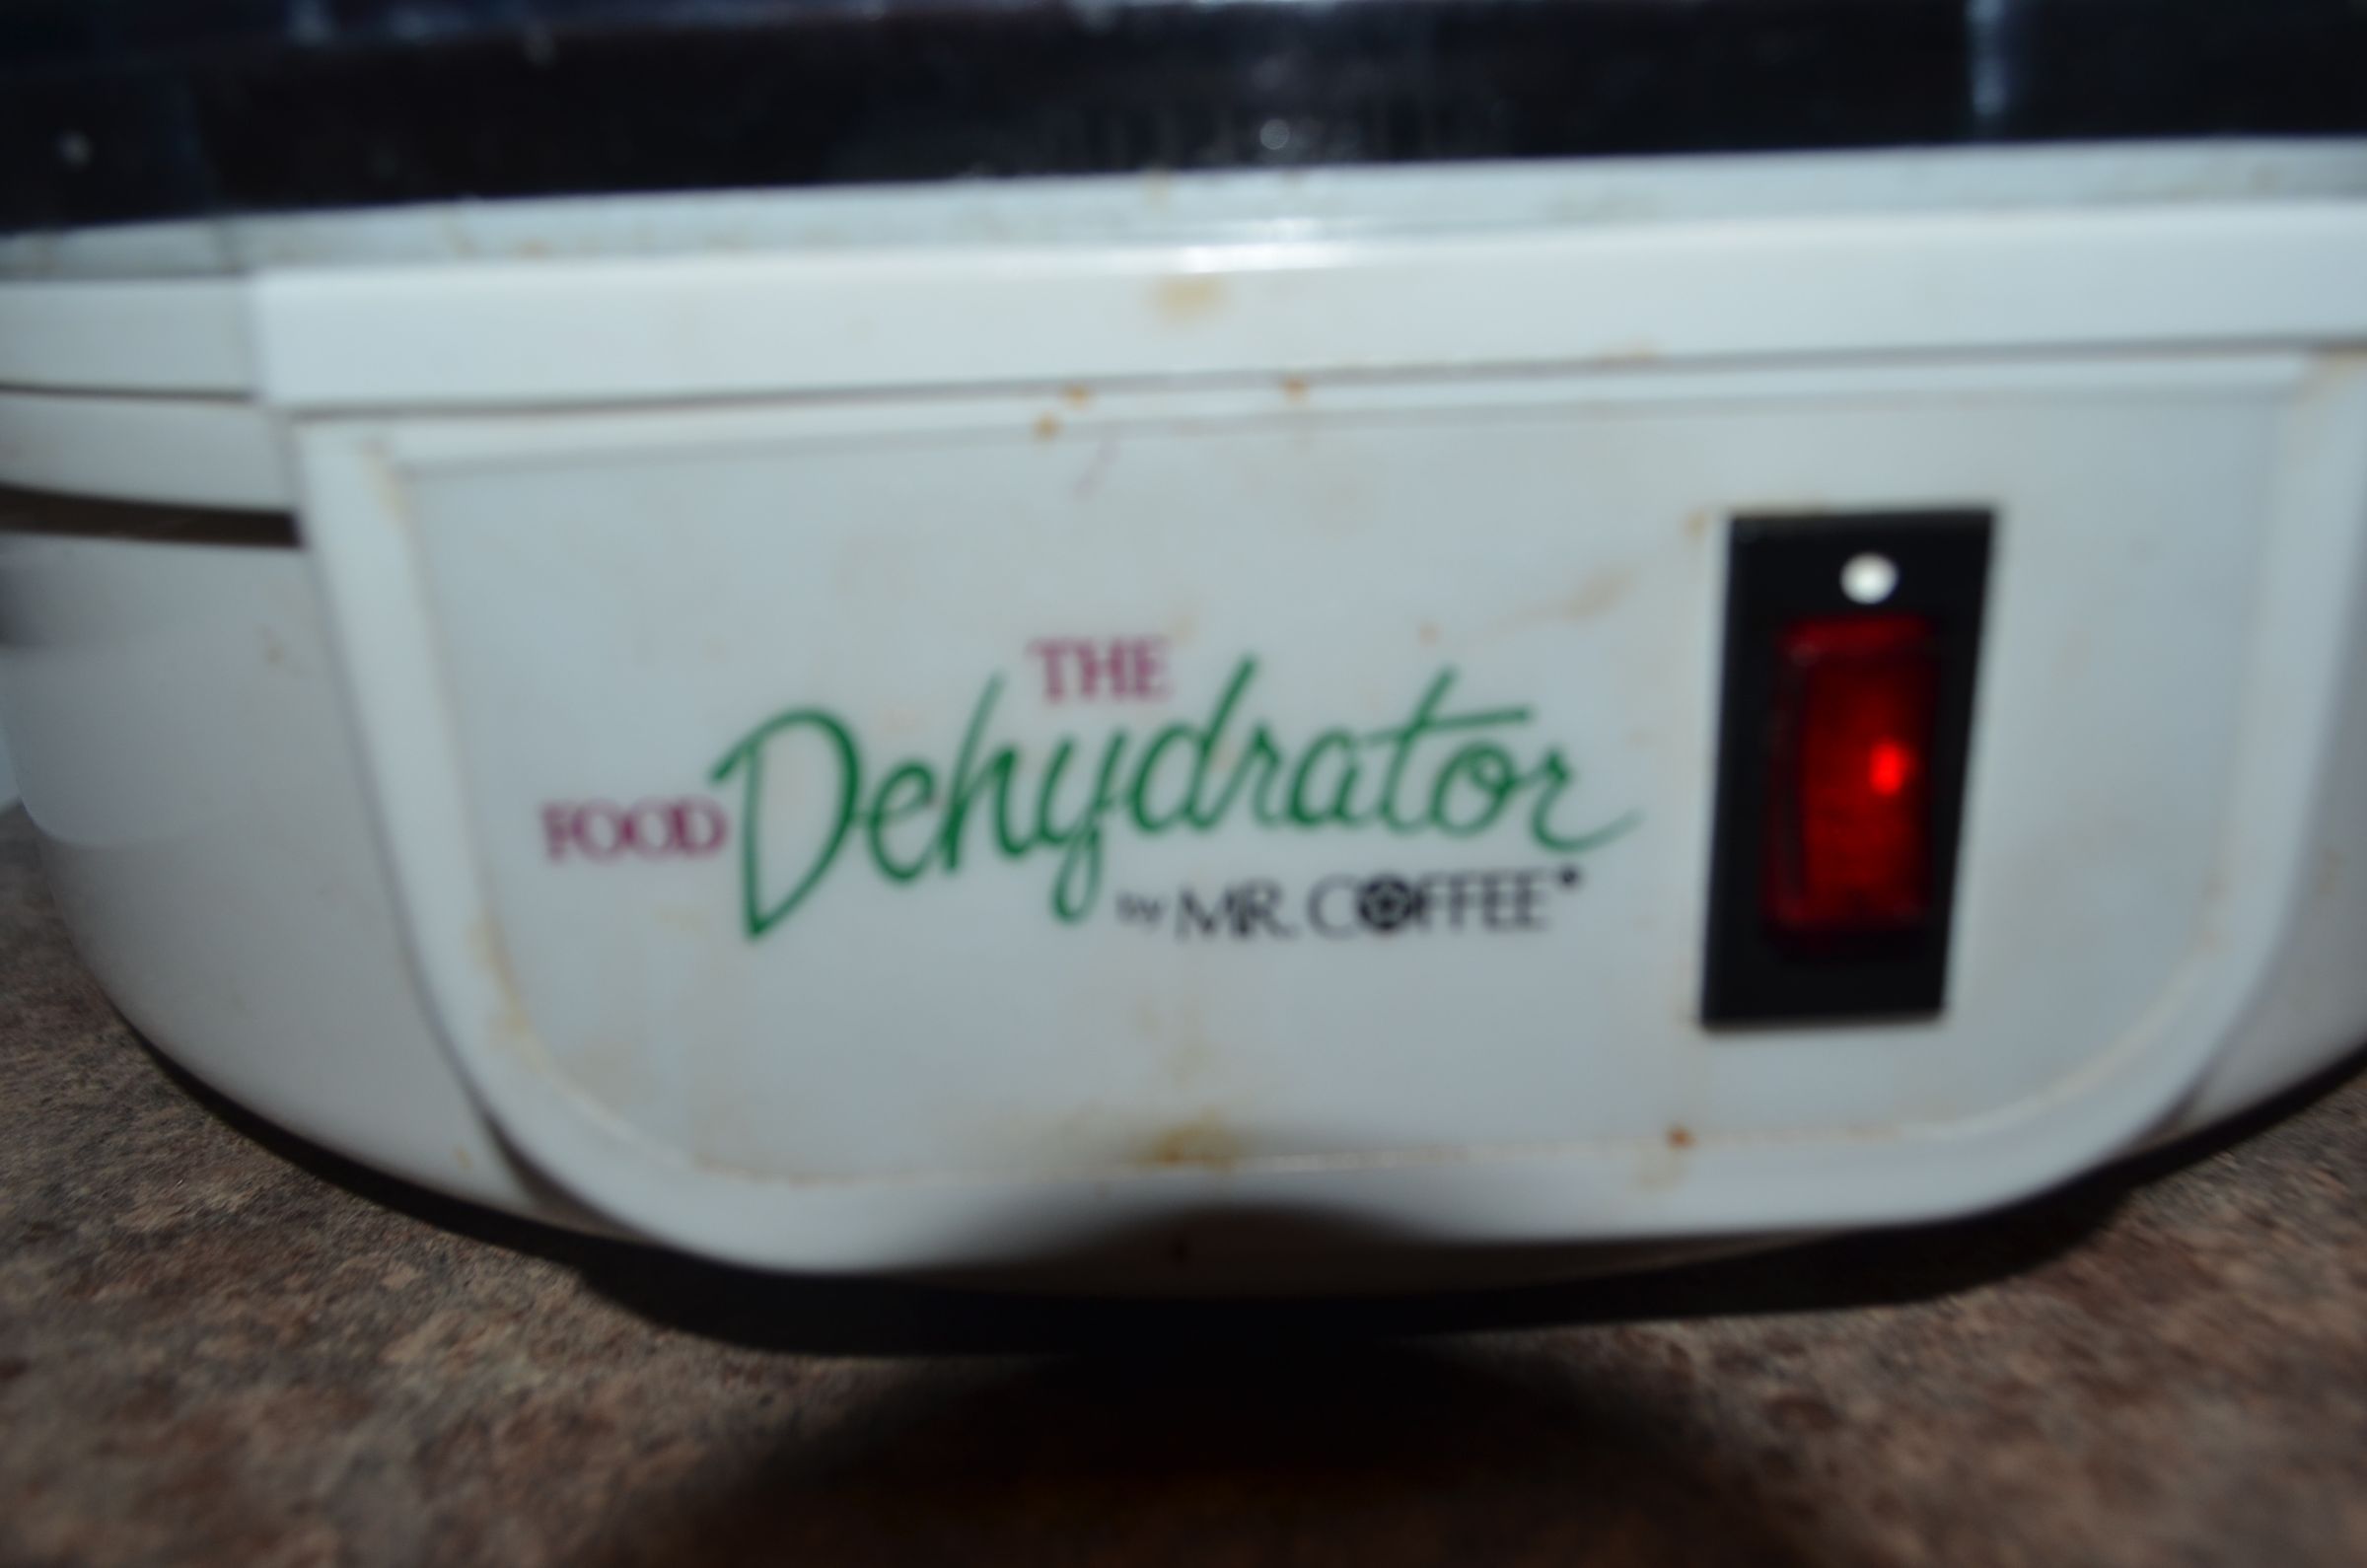 THE
FOOD Dehydrator
by MR. COFFEE